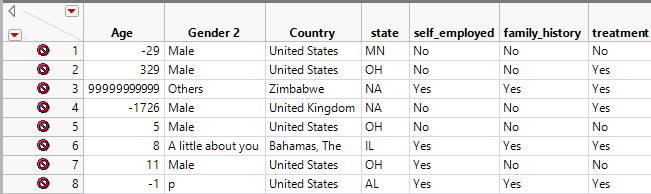 Age Gender 2 Country state self_employed family_history treatment
1 -29 Male United States MN No No No
2 329 Male United States OH No No Yes
3 99999999999 Others Zimbabwe NA Yes Yes Yes
4 -1726 Male United Kingdom NA No No Yes
5 5 Male United States OH No No No
6 8 A little about you Bahamas, The IL Yes Yes Yes
7 11 Male United States OH Yes No No
8 -1 p United States AL Yes Yes Yes